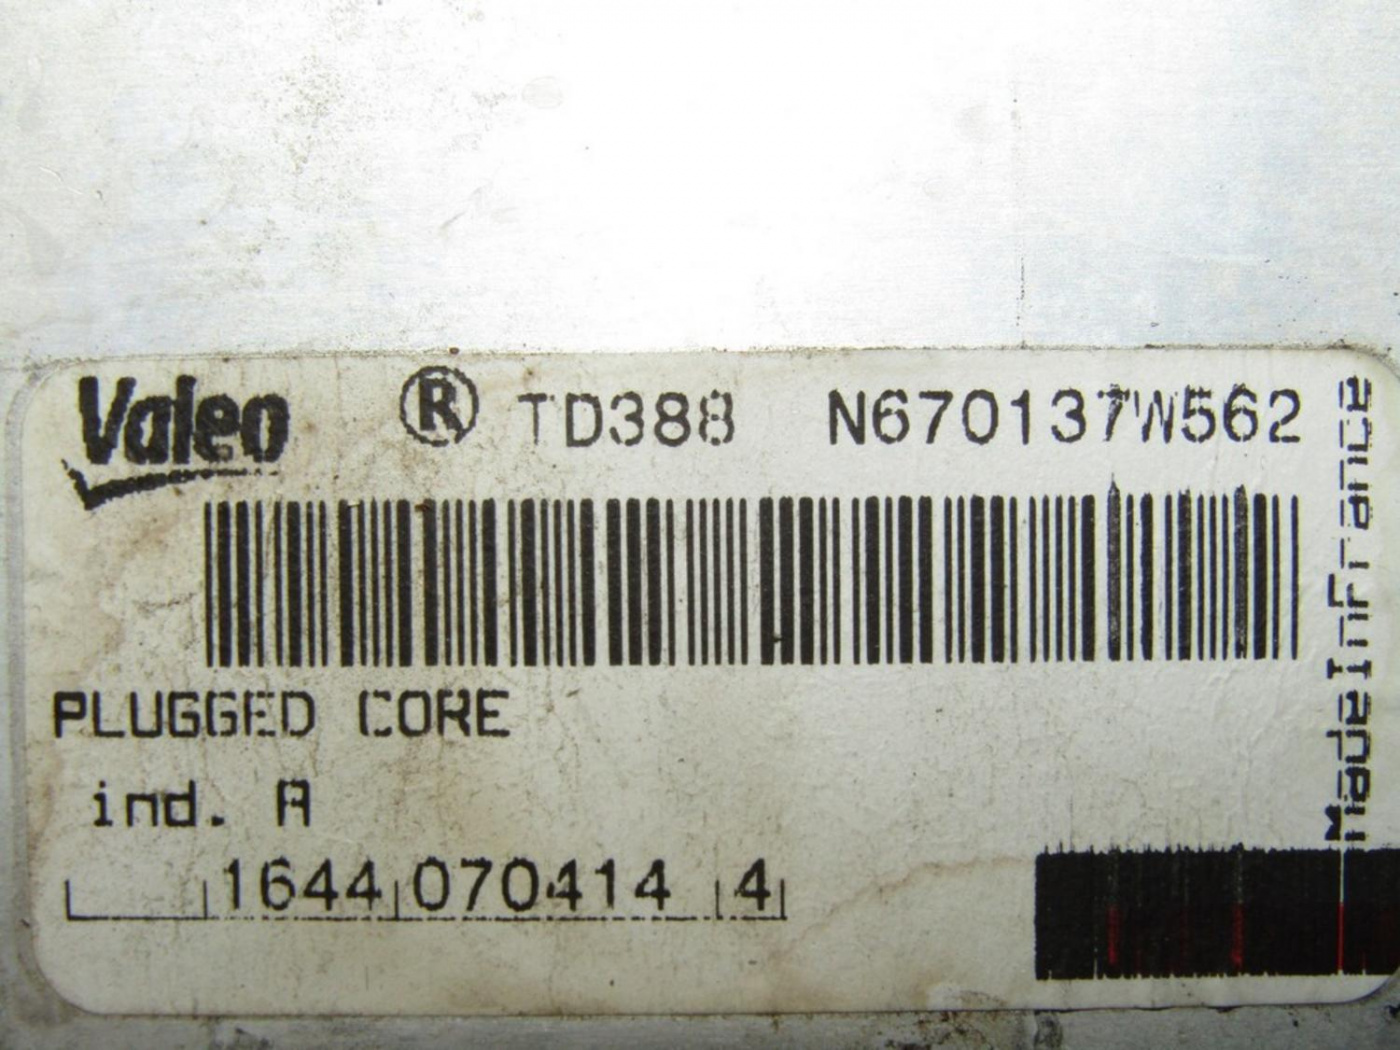 Valeo ® TD388 N670137W562
PLUGGED CORE
ind. A
1644 070414 4
Made In France